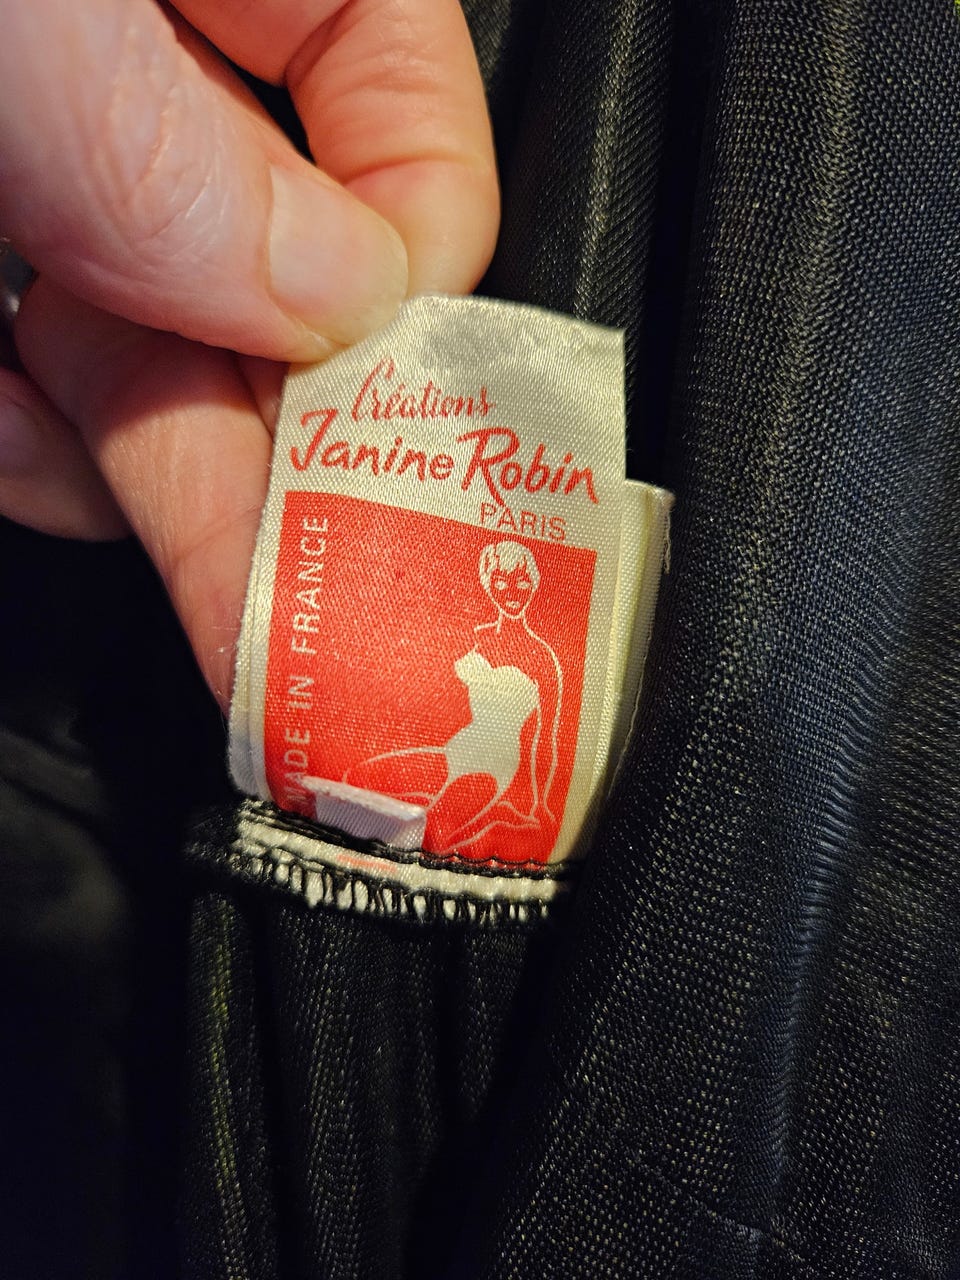 Créations
Janine Robin
PARIS
MADE IN FRANCE